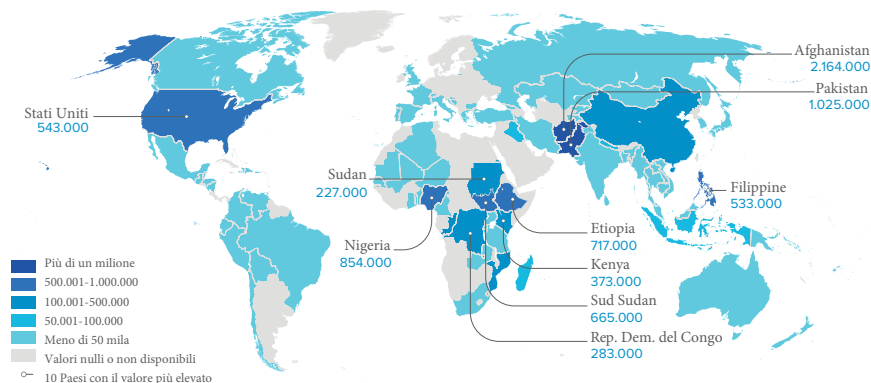 Afghanistan
2.164.000
Pakistan
1.025.000
Stati Uniti
543.000
Sudan
227.000
Filippine
533.000
Nigeria
854.000
Etiopia
717.000
Kenya
373.000
Sud Sudan
665.000
Rep. Dem. del Congo
283.000
Più di un milione
500.001-1.000.000
100.001-500.000
50.001-100.000
Meno di 50 mila
Valori nulli o non disponibili
10 Paesi con il valore più elevato